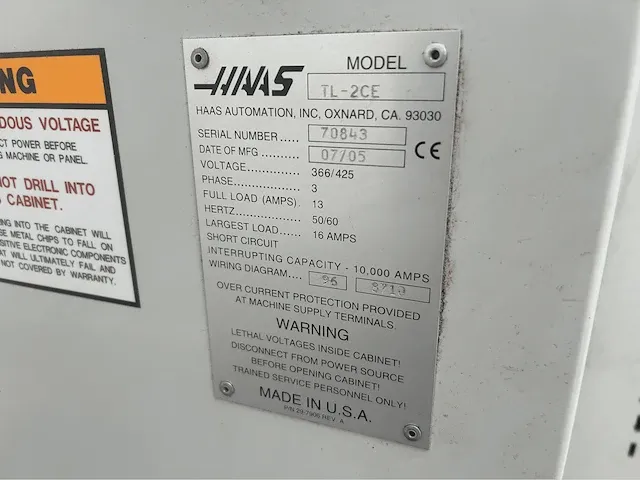 NG
DOUS VOLTAGE
CT POWER BEFORE
G MACHINE OR PANEL.
NOT DRILL INTO
CABINET.
ING INTO THE CABINET WILL
SE METAL CHIPS TO FALL ON
SITIVE ELECTRONIC COMPONENTS
AT WILL ULTIMATELY FAIL AND
NOT COVERED BY WARRANTY.
HAAS
MODEL
TL-2CE
HAAS AUTOMATION, INC, OXNARD, CA. 93030
SERIAL NUMBER ..... 70843
DATE OF MFG ........... 07/05
CE
VOLTAGE ................. 366/425
PHASE ...................... 3
FULL LOAD (AMPS). 13
HERTZ ...................... 50/60
LARGEST LOAD ....... 16 AMPS
SHORT CIRCUIT
INTERRUPTING CAPACITY - 10,000 AMPS
WIRING DIAGRAM.... 96
OVER CURRENT PROTECTION PROVIDED
AT MACHINE SUPPLY TERMINALS.
WARNING
LETHAL VOLTAGES INSIDE CABINET!
DISCONNECT FROM POWER SOURCE
BEFORE OPENING CABINET!
TRAINED SERVICE PERSONNEL ONLY!
MADE IN U.S.A.
P/N 29-7906 REV. A